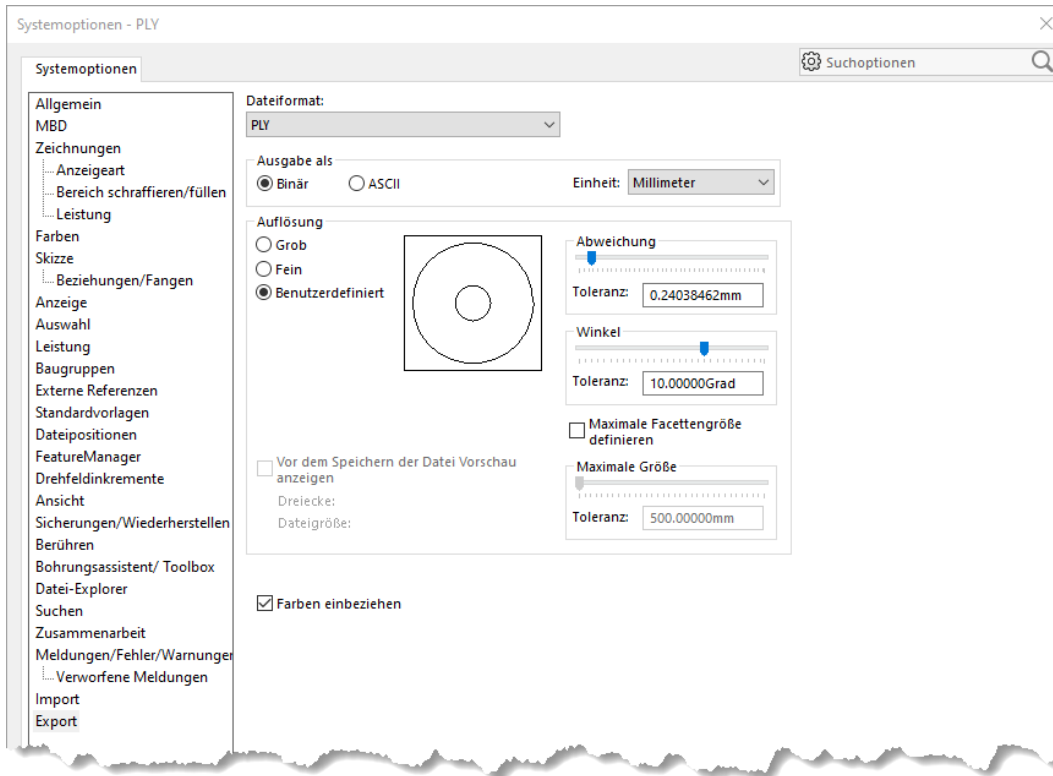 Systemoptionen - PLY
Systemoptionen
Suchoptionen
Allgemein
MBD
Zeichnungen
Anzeigeart
Bereich schraffieren/füllen
Leistung
Farben
Skizze
Beziehungen/Fangen
Anzeige
Auswahl
Leistung
Baugruppen
Externe Referenzen
Standardvorlagen
Dateipositionen
FeatureManager
Drehfeldinkremente
Ansicht
Sicherungen/Wiederherstellen
Berühren
Bohrungsassistent/ Toolbox
Datei-Explorer
Suchen
Zusammenarbeit
Meldungen/Fehler/Warnunger
Verworfene Meldungen
Import
Export
Dateiformat:
PLY
Ausgabe als
Binär
ASCII
Einheit:
Millimeter
Auflösung
Grob
Fein
Benutzerdefiniert
Abweichung
Toleranz:
0.24038462mm
Winkel
Toleranz:
10.00000Grad
Maximale Facettengröße
definieren
Vor dem Speichern der Datei Vorschau
anzeigen
Dreiecke:
Dateigröße:
Maximale Größe
Toleranz:
500.00000mm
Farben einbeziehen